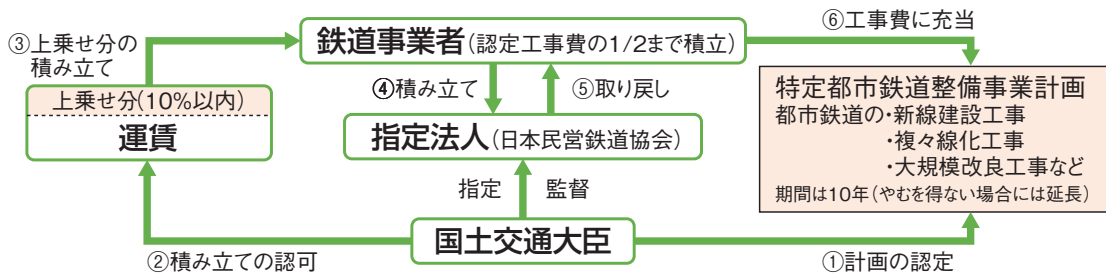 ③上乗せ分の
積み立て
鉄道事業者(認定工事費の1/2まで積立)
⑥工事費に充当
上乗せ分(10%以内)
運賃
④積み立て
⑤取り戻し
指定法人(日本民営鉄道協会)
特定都市鉄道整備事業計画
都市鉄道の・新線建設工事
・複々線化工事
・大規模改良工事など
期間は10年(やむを得ない場合には延長)
指定 監督
国土交通大臣
②積み立ての認可
①計画の認定